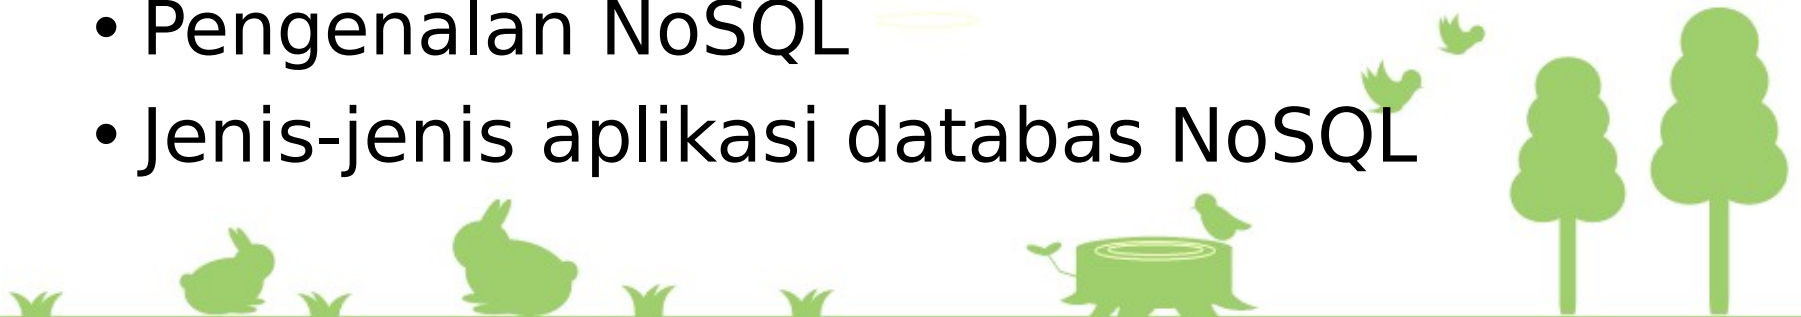 • Pengenalan NoSQL
• Jenis-jenis aplikasi databas NoSQL